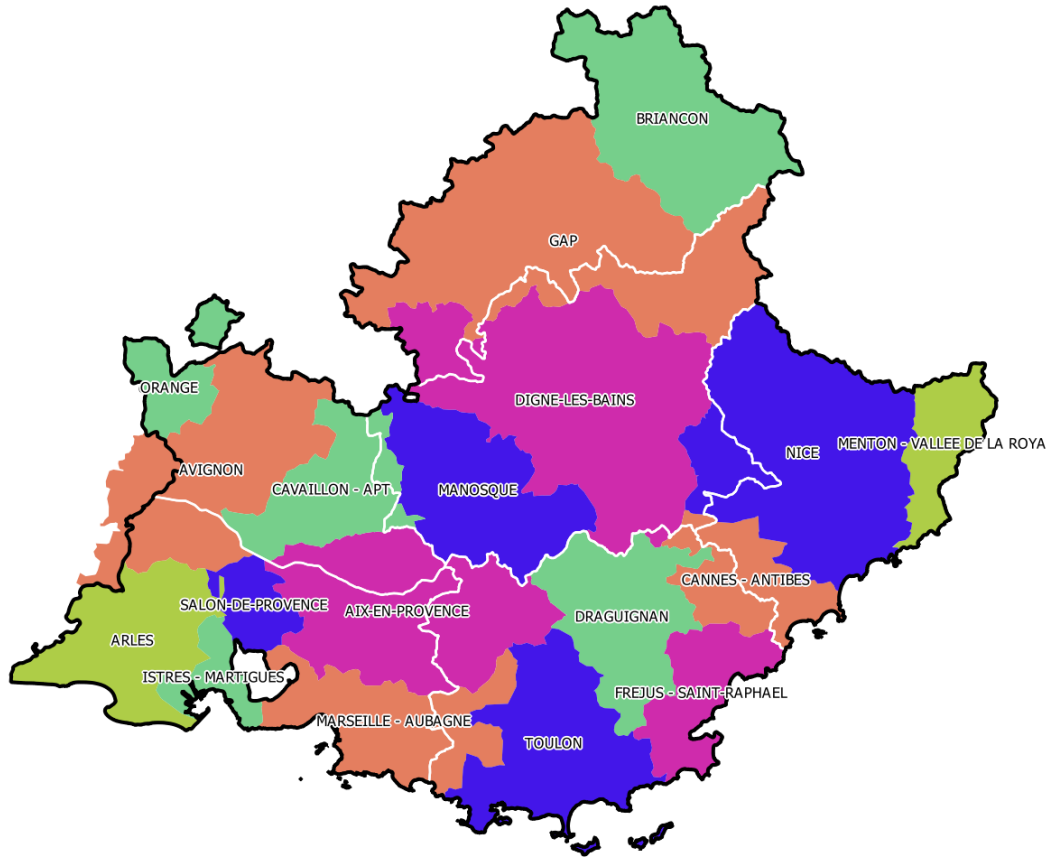 BRIANCON
GAP
ORANGE
DIGNE-LES-BAINS
MENTON - VALLEE DE LA ROYA
NICE
AVIGNON
CAVAILLON - APT
MANOSQUE
CANNES - ANTIBES
SALON-DE-PROVENCE
AIX-EN-PROVENCE
DRAGUIGNAN
ARLES
ISTRES - MARTIGUES
FREJUS - SAINT-RAPHAEL
MARSEILLE - AUBAGNE
TOULON